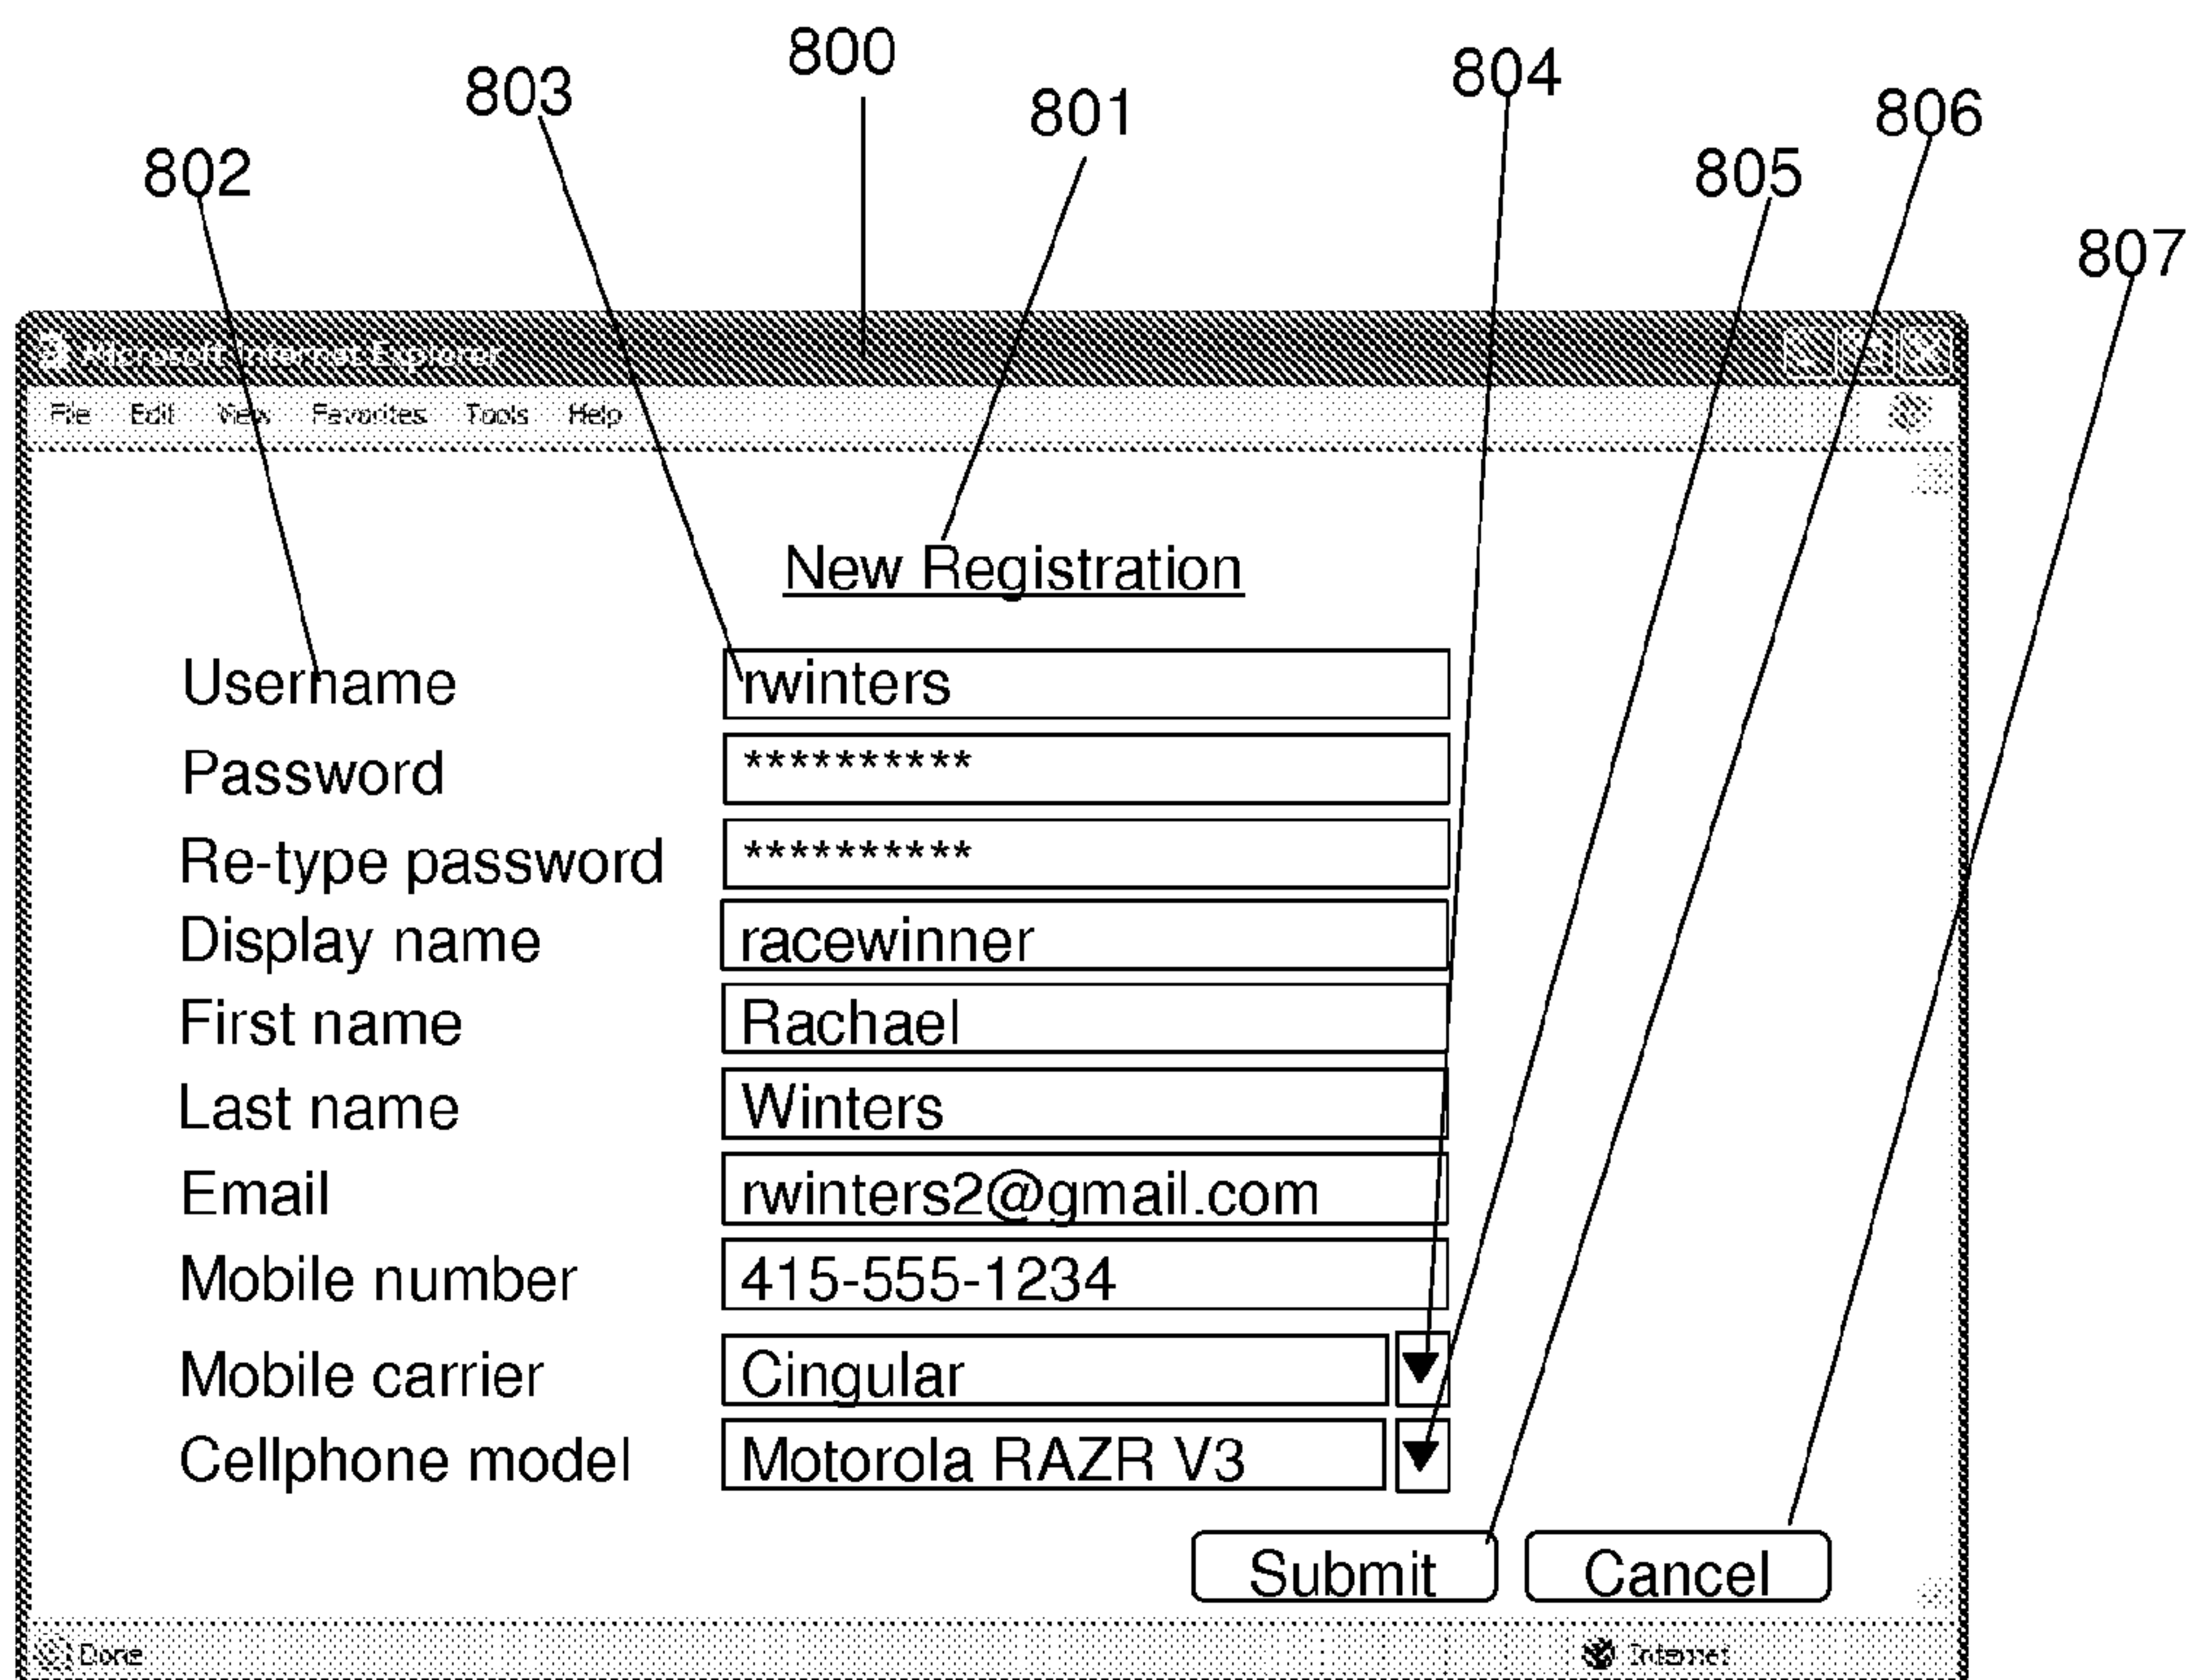 800
803
804
801
806
802
805
807
Microsoft Internet Explorer
File Edit View Favorites Tools Help
New Registration
Username rwinters
Password **********
Re-type password **********
Display name racewinner
First name Rachael
Last name Winters
Email rwinters2@gmail.com
Mobile number 415-555-1234
Mobile carrier Cingular
Cellphone model Motorola RAZR V3
Submit Cancel
Done Internet